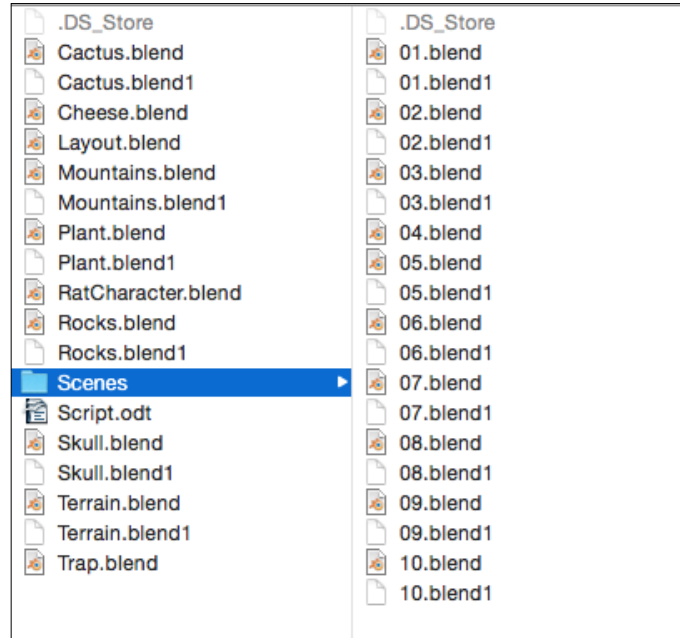 .DS_Store
Cactus.blend
Cactus.blend1
Cheese.blend
Layout.blend
Mountains.blend
Mountains.blend1
Plant.blend
Plant.blend1
RatCharacter.blend
Rocks.blend
Rocks.blend1
Scenes
Script.odt
Skull.blend
Skull.blend1
Terrain.blend
Terrain.blend1
Trap.blend
.DS_Store
01.blend
01.blend1
02.blend
02.blend1
03.blend
03.blend1
04.blend
05.blend
05.blend1
06.blend
06.blend1
07.blend
07.blend1
08.blend
08.blend1
09.blend
09.blend1
10.blend
10.blend1